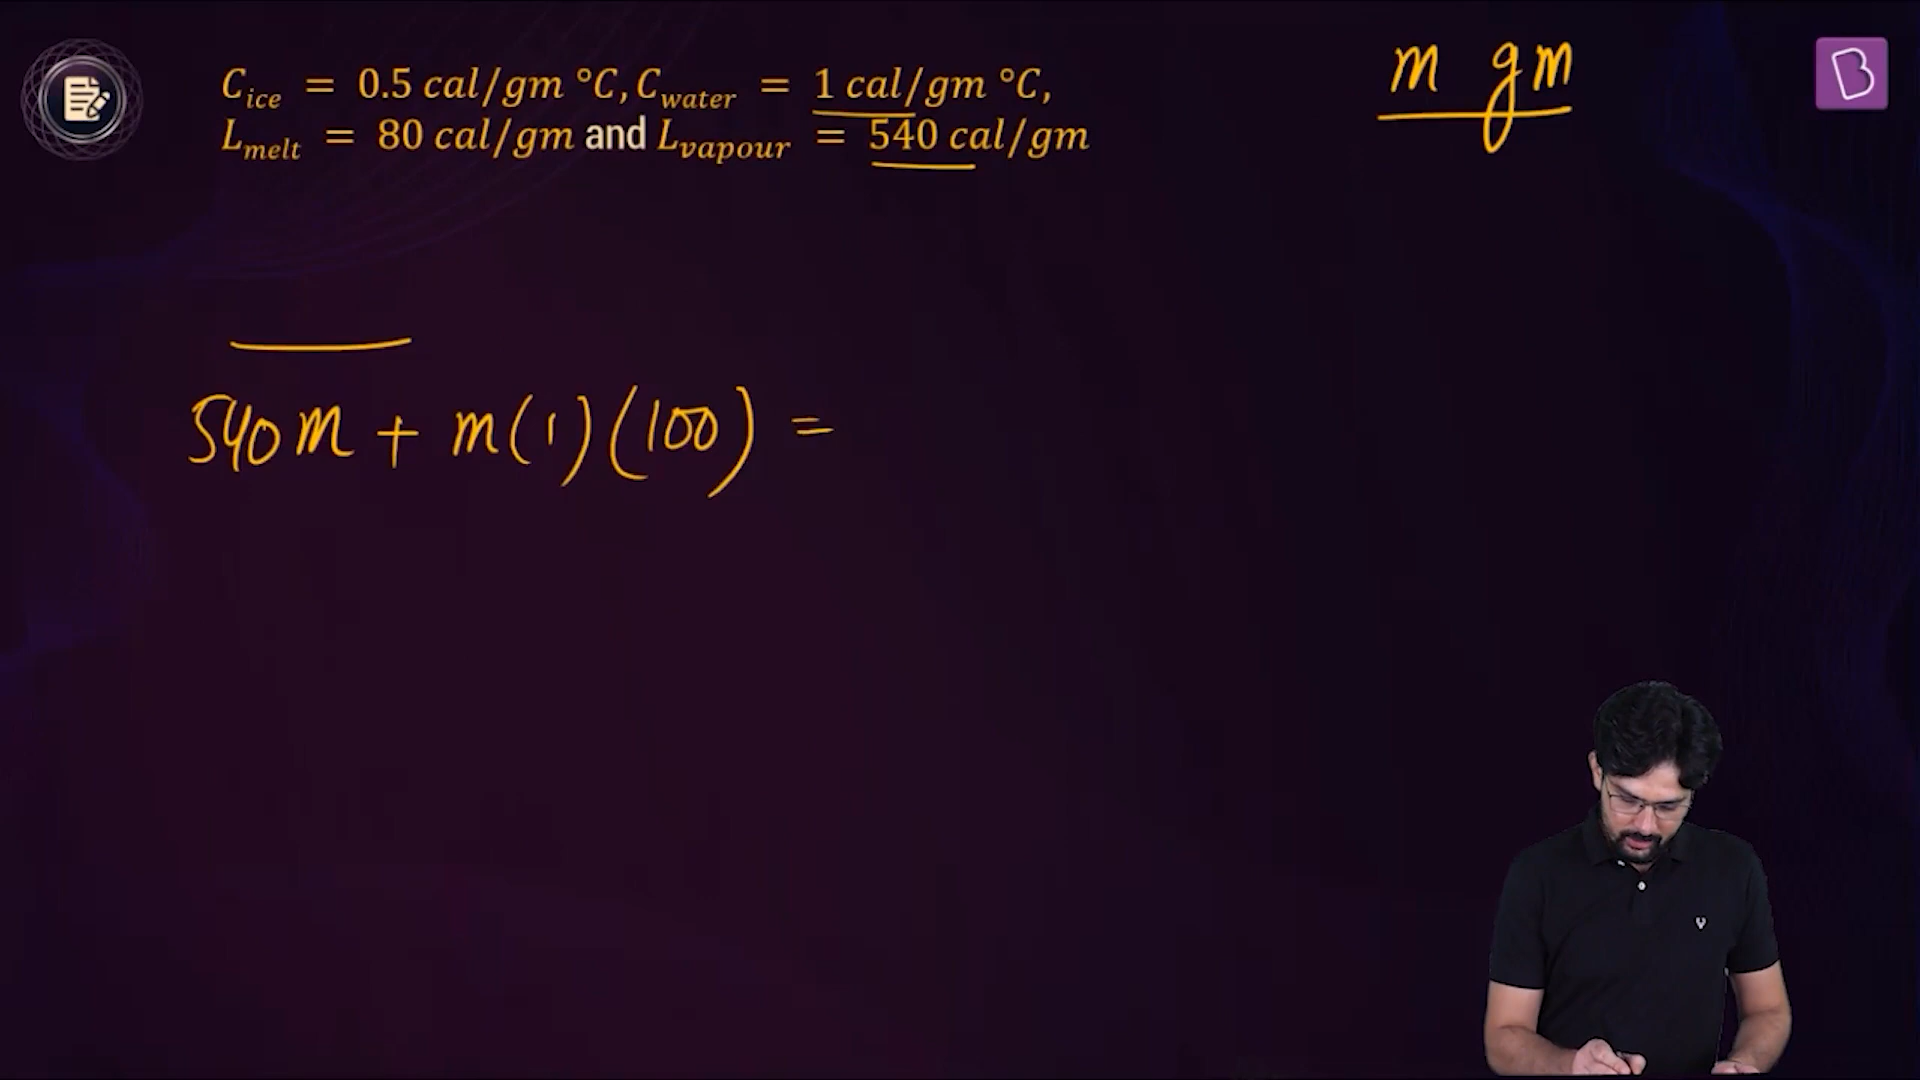 C_ice = 0.5 cal/gm °C, C_water = 1 cal/gm °C,
m gm
L_melt = 80 cal/gm and L_vapour = 540 cal/gm
540m + m(1)(100) =
B